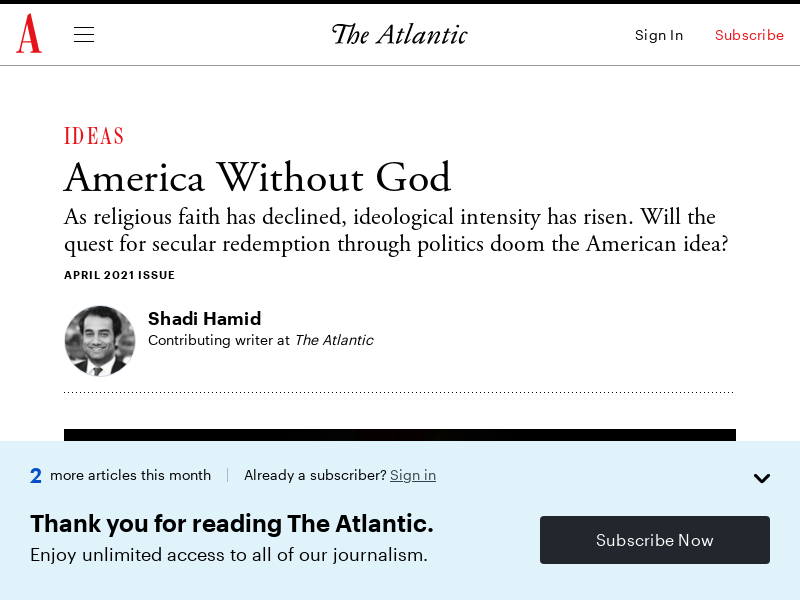 A
The Atlantic
Sign In
Subscribe
IDEAS
America Without God
As religious faith has declined, ideological intensity has risen. Will the
quest for secular redemption through politics doom the American idea?
APRIL 2021 ISSUE
Shadi Hamid
Contributing writer at The Atlantic
2 more articles this month
Already a subscriber? Sign in
Thank you for reading The Atlantic.
Enjoy unlimited access to all of our journalism.
Subscribe Now